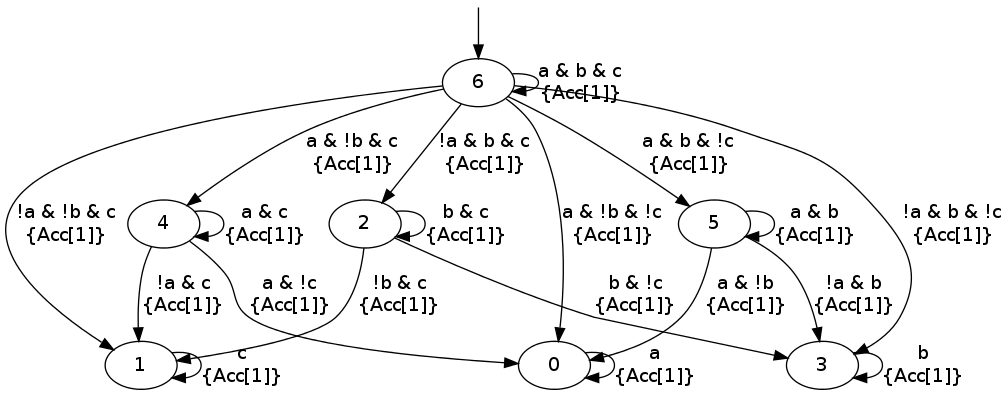 6
a & b & c
{Acc[1]}
a & !b & c
{Acc[1]}
!a & b & c
{Acc[1]}
a & b & !c
{Acc[1]}
!a & !b & c
{Acc[1]}
4
a & c
{Acc[1]}
2
b & c
{Acc[1]}
a & !b & !c
{Acc[1]}
5
a & b
{Acc[1]}
!a & b & !c
{Acc[1]}
!a & c
{Acc[1]}
a & !c
{Acc[1]}
!b & c
{Acc[1]}
b & !c
{Acc[1]}
a & !b
{Acc[1]}
!a & b
{Acc[1]}
1
c
{Acc[1]}
0
a
{Acc[1]}
3
b
{Acc[1]}